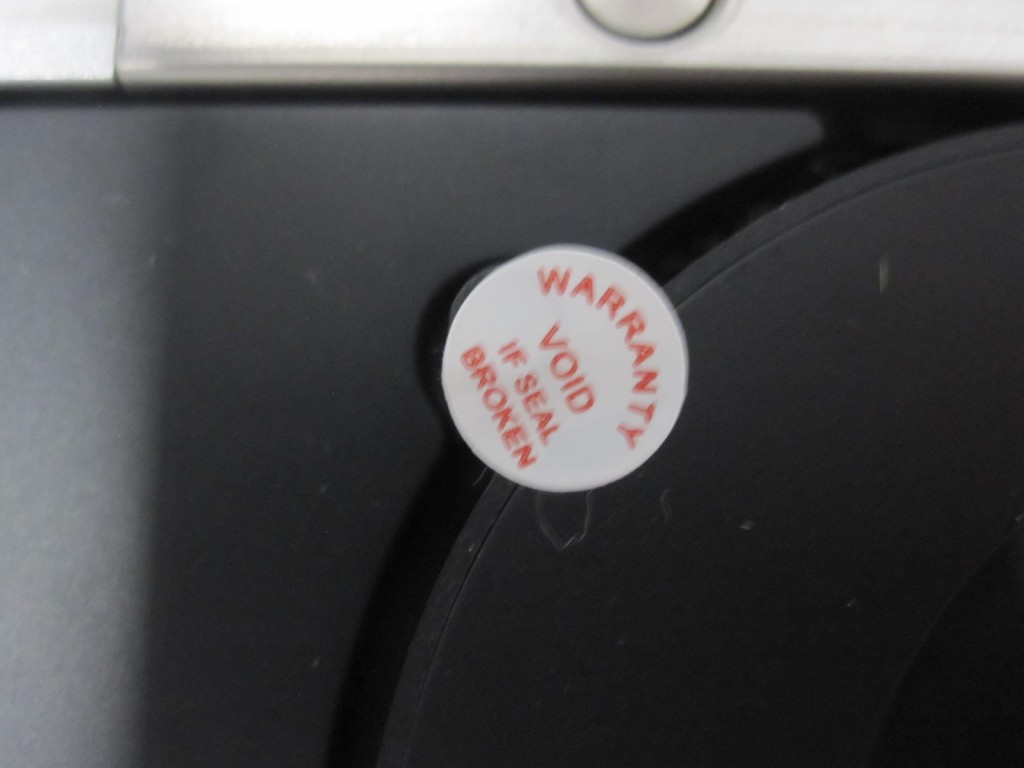 WARRANTY
VOID
IF SEAL
BROKEN